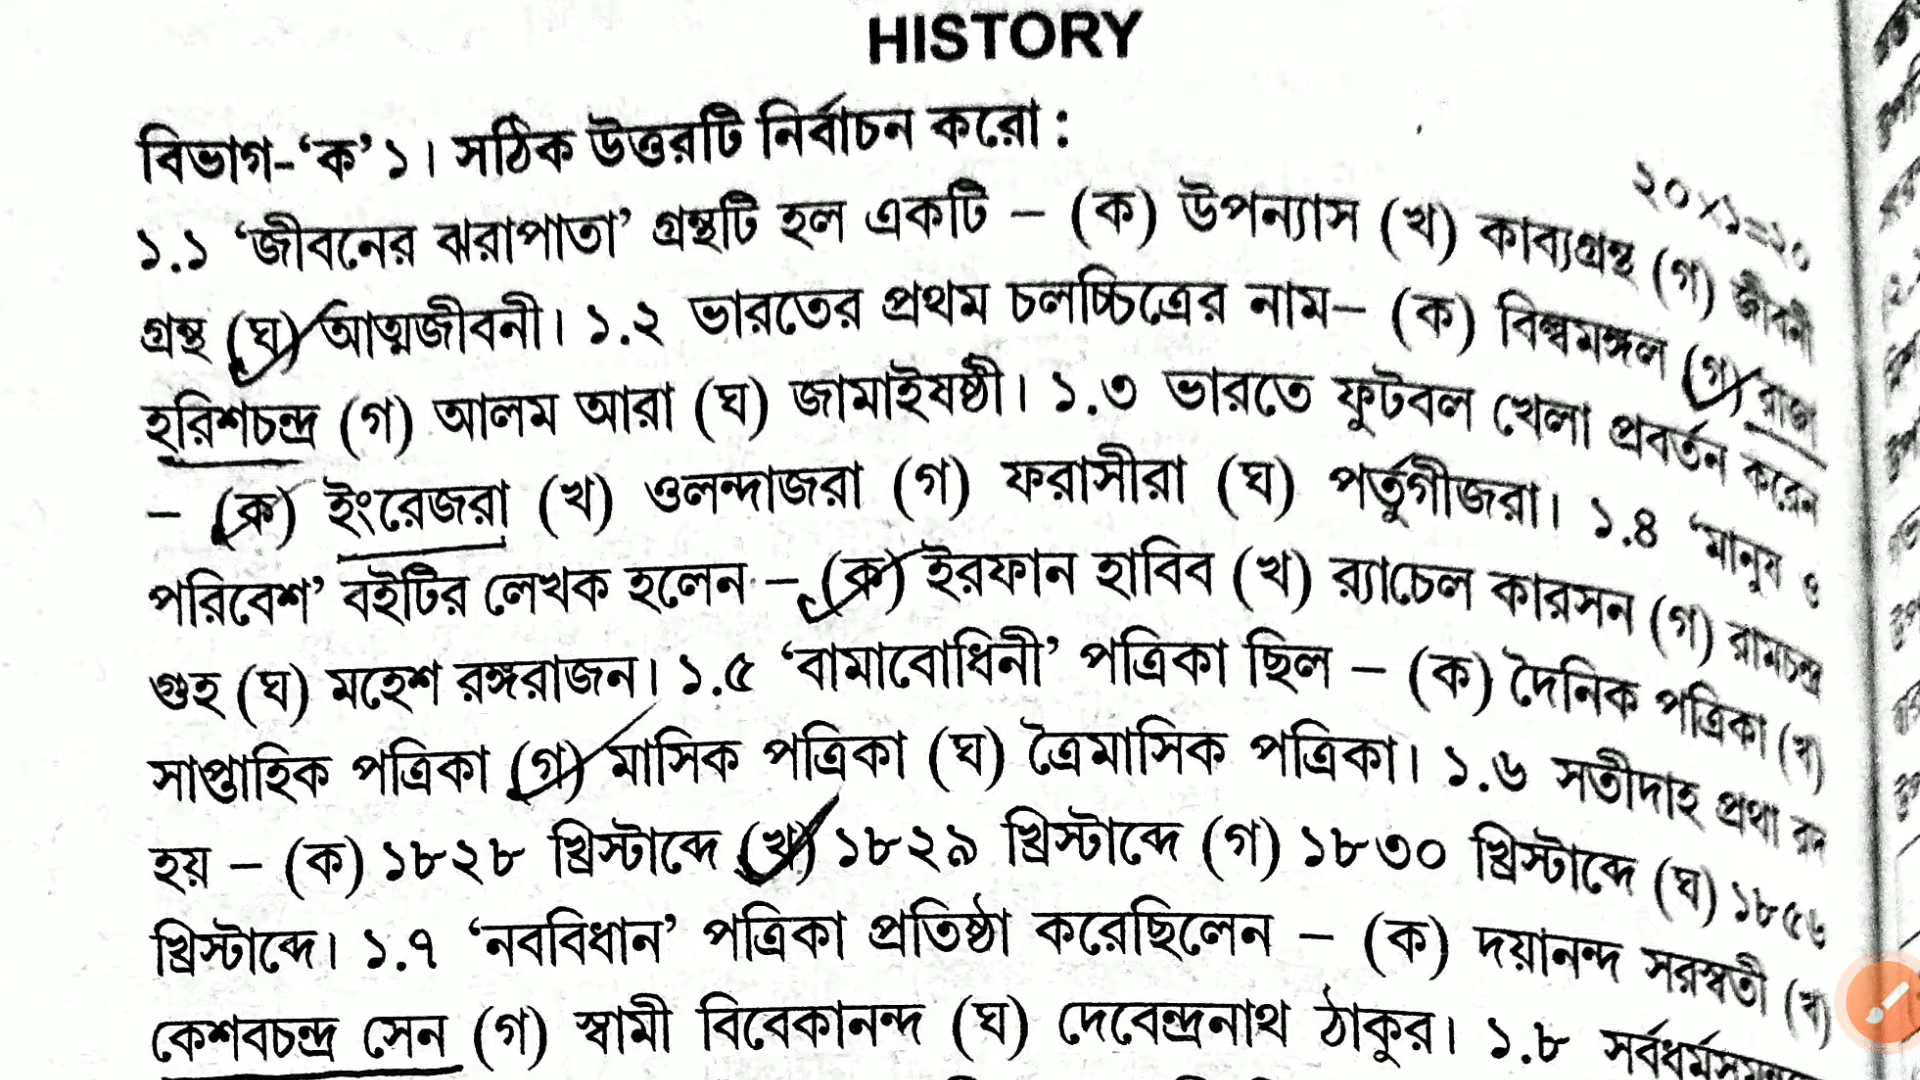 HISTORY
বিভাগ-‘ক’ ১। সঠিক উত্তরটি নির্বাচন করো :
২০×১=২০
১.১ ‘জীবনের ঝরাপাতা’ গ্রন্থটি হল একটি – (ক) উপন্যাস (খ) কাব্যগ্রন্থ (গ) জীবনী
গ্রন্থ (ঘ) আত্মজীবনী। ১.২ ভারতের প্রথম চলচ্চিত্রের নাম– (ক) বিল্বমঙ্গল (গ) রাজা
হরিশচন্দ্র (গ) আলম আরা (ঘ) জামাইষষ্ঠী। ১.৩ ভারতে ফুটবল খেলা প্রবর্তন করেন
– (ক) ইংরেজরা (খ) ওলন্দাজরা (গ) ফরাসীরা (ঘ) পর্তুগীজরা। ১.৪ ‘মানুষ ও
পরিবেশ’ বইটির লেখক হলেন – (ক) ইরফান হাবিব (খ) র‍্যাচেল কারসন (গ) রামচন্দ্র
গুহ (ঘ) মহেশ রঙ্গরাজন। ১.৫ ‘বামাবোধিনী’ পত্রিকা ছিল – (ক) দৈনিক পত্রিকা (খ)
সাপ্তাহিক পত্রিকা (গ) মাসিক পত্রিকা (ঘ) ত্রৈমাসিক পত্রিকা। ১.৬ সতীদাহ প্রথা রদ
হয় – (ক) ১৮২৮ খ্রিস্টাব্দে (খ) ১৮২৯ খ্রিস্টাব্দে (গ) ১৮৩০ খ্রিস্টাব্দে (ঘ) ১৮৫৬
খ্রিস্টাব্দে। ১.৭ ‘নববিধান’ পত্রিকা প্রতিষ্ঠা করেছিলেন – (ক) দয়ানন্দ সরস্বতী (খ)
কেশবচন্দ্র সেন (গ) স্বামী বিবেকানন্দ (ঘ) দেবেন্দ্রনাথ ঠাকুর। ১.৮